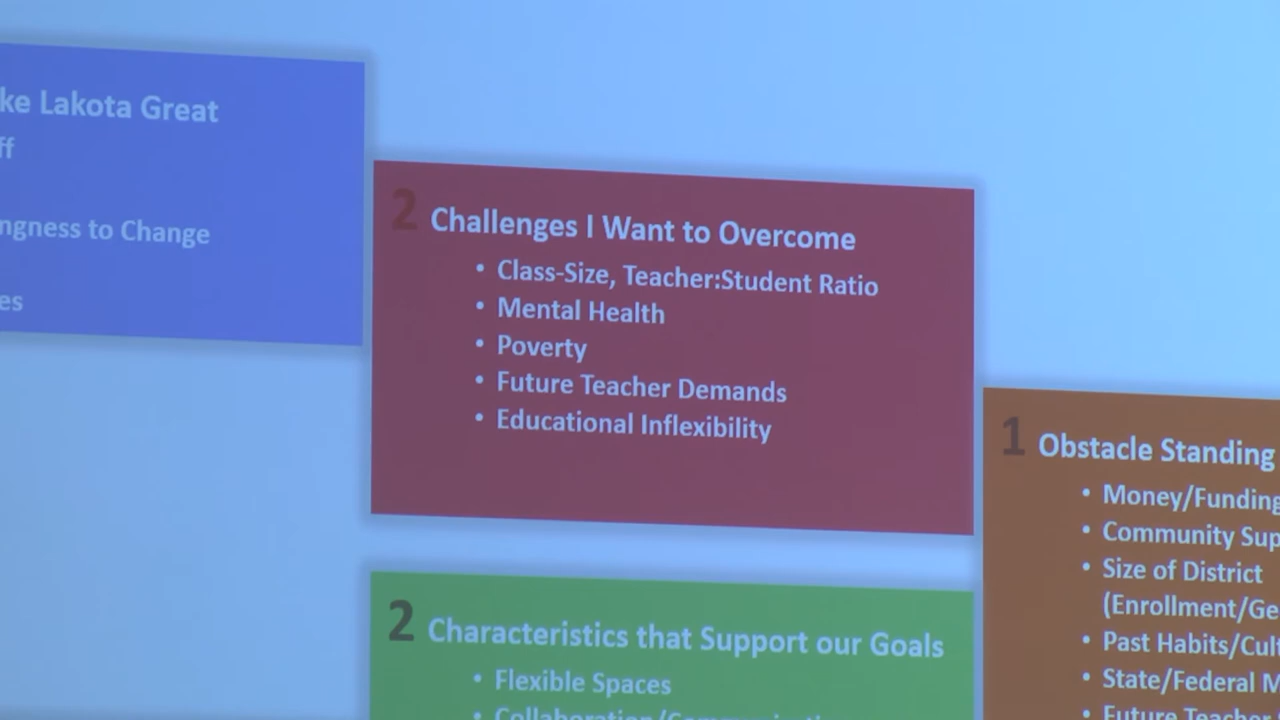 ke Lakota Great
ff
ngness to Change
es
2 Challenges I Want to Overcome
• Class-Size, Teacher:Student Ratio
• Mental Health
• Poverty
• Future Teacher Demands
• Educational Inflexibility
2 Characteristics that Support our Goals
• Flexible Spaces
1 Obstacle Standing
• Money/Funding
• Community Sup
• Size of District
(Enrollment/Ge
• Past Habits/Cult
• State/Federal M
• Future Teacher